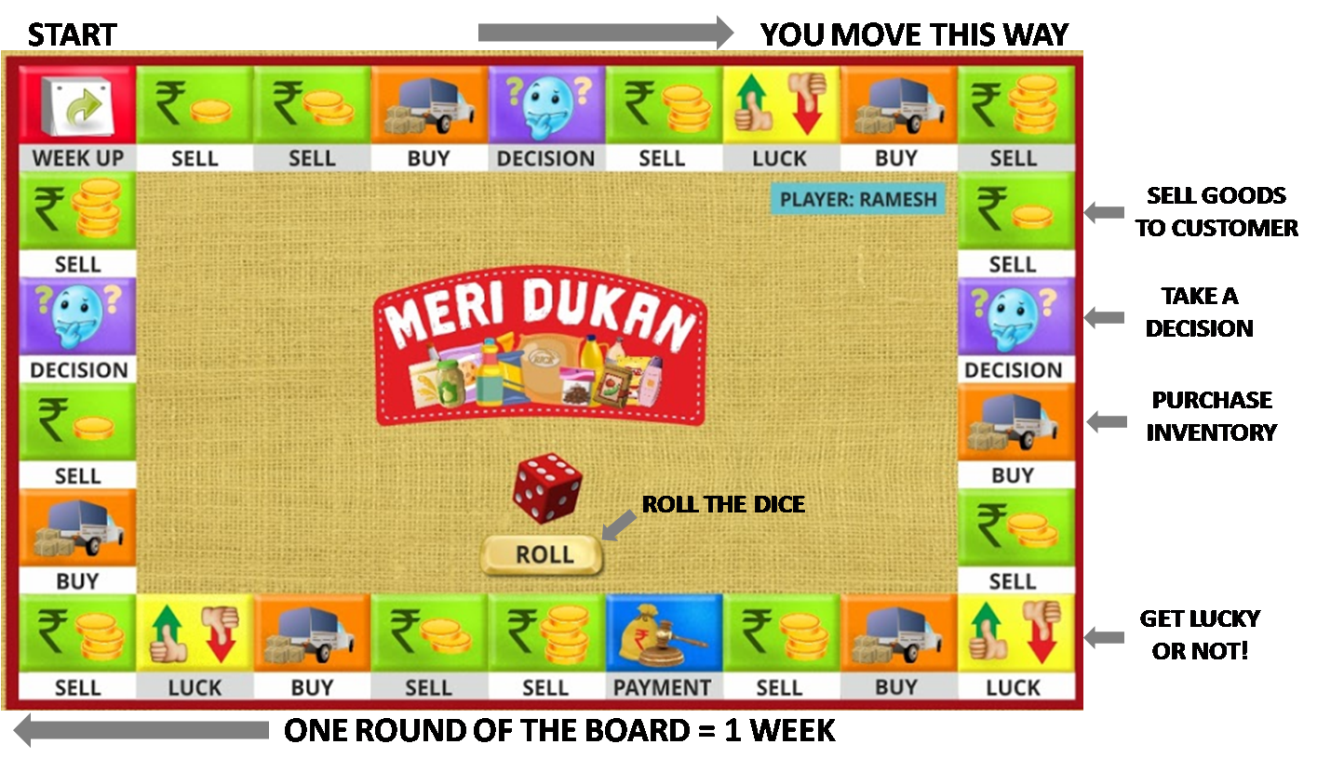 START
YOU MOVE THIS WAY
WEEK UP SELL SELL BUY DECISION SELL LUCK BUY SELL
PLAYER: RAMESH
SELL GOODS
TO CUSTOMER
SELL
SELL
TAKE A
DECISION
DECISION
DECISION
MERI DUKAN
PURCHASE
INVENTORY
SELL
BUY
ROLL THE DICE
ROLL
BUY
SELL
GET LUCKY
OR NOT!
SELL LUCK BUY SELL SELL PAYMENT SELL BUY LUCK
ONE ROUND OF THE BOARD = 1 WEEK